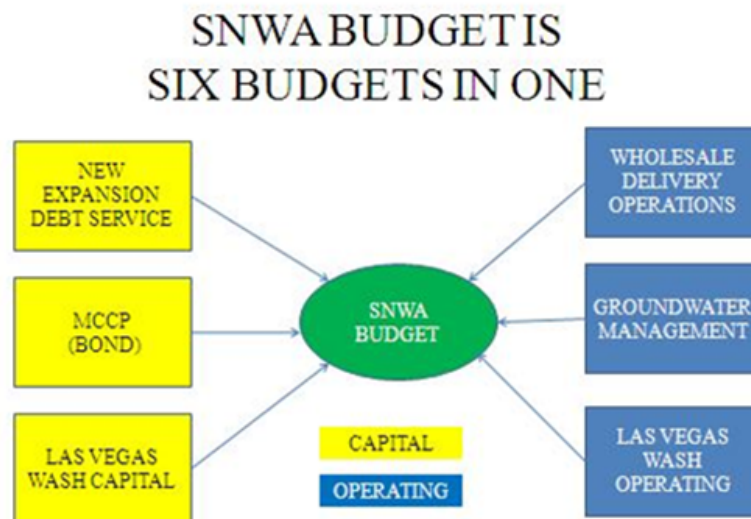 SNWA BUDGET IS
SIX BUDGETS IN ONE
NEW
EXPANSION
DEBT SERVICE
MCCP
(BOND)
LAS VEGAS
WASH CAPITAL
SNWA
BUDGET
CAPITAL
OPERATING
WHOLESALE
DELIVERY
OPERATIONS
GROUNDWATER
MANAGEMENT
LAS VEGAS
WASH
OPERATING